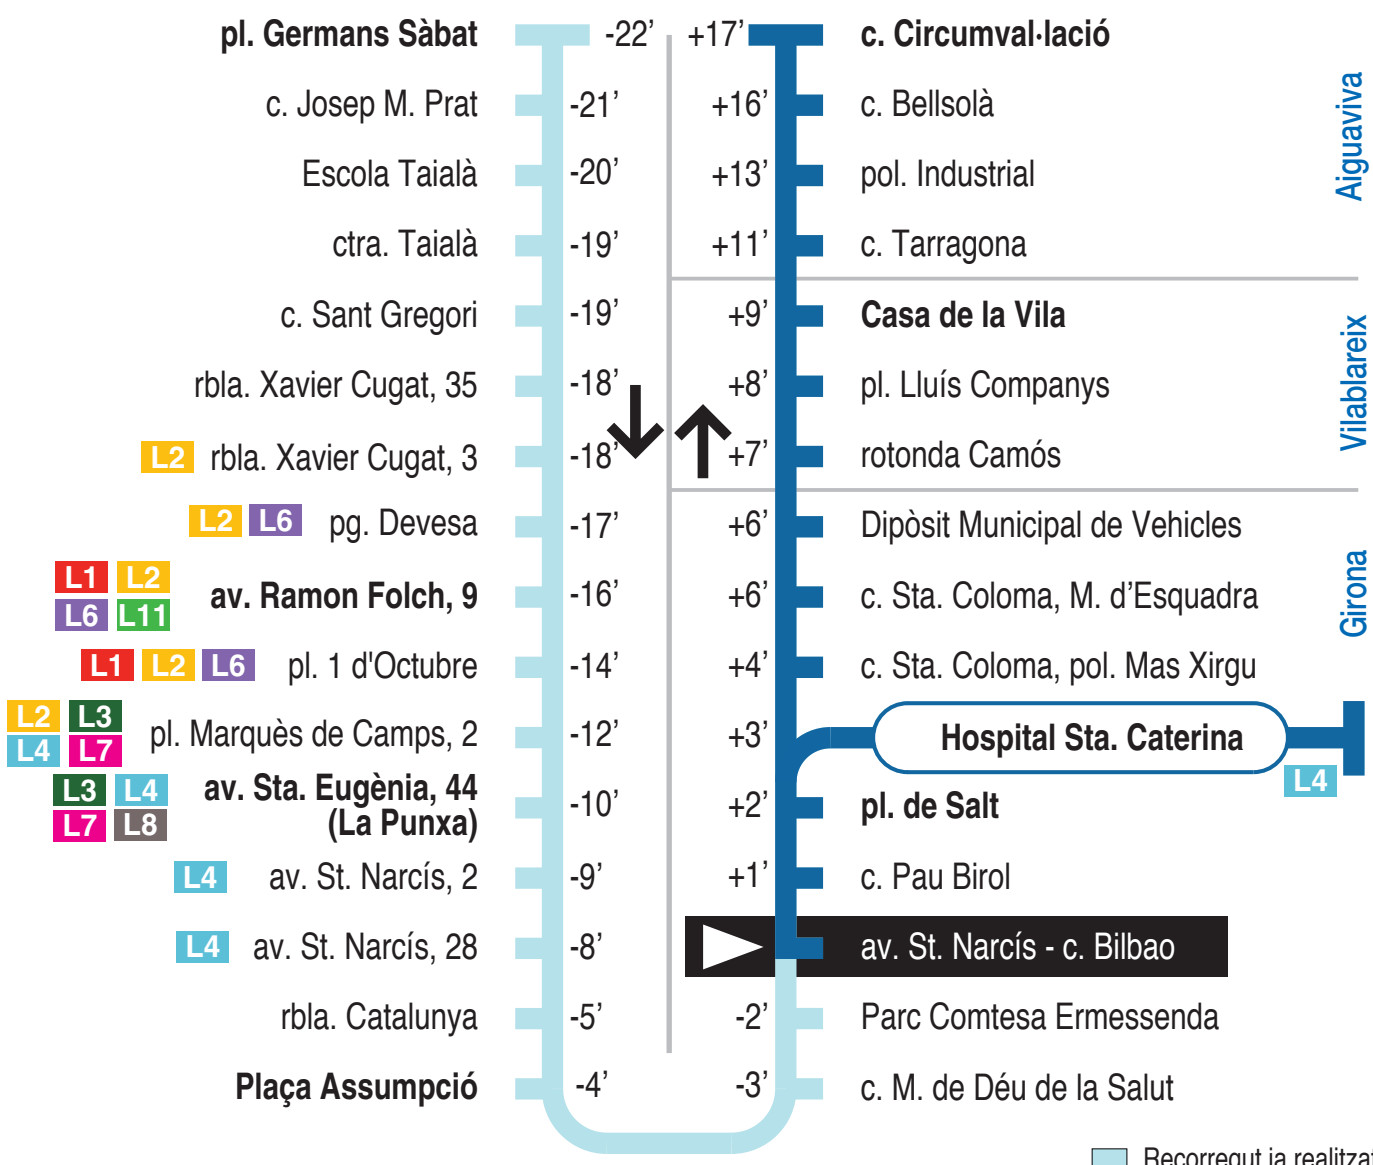 pl. Germans Sàbat -22’ +17’ c. Circumval·lació
c. Josep M. Prat -21’ +16’ c. Bellsolà
Escola Taialà -20’ +13’ pol. Industrial
ctra. Taialà -19’ +11’ c. Tarragona
Aiguaviva
c. Sant Gregori -19’ +9’ Casa de la Vila
rbla. Xavier Cugat, 35 -18’ +8’ pl. Lluís Companys
L2 rbla. Xavier Cugat, 3 -18’ +7’ rotonda Camós
Vilablareix
L2 L6 pg. Devesa -17’ +6’ Dipòsit Municipal de Vehicles
L1 L2
L6 L11 av. Ramon Folch, 9 -16’ +6’ c. Sta. Coloma, M. d’Esquadra
L1 L2 L6 pl. 1 d'Octubre -14’ +4’ c. Sta. Coloma, pol. Mas Xirgu
Girona
L2 L3
L4 L7 pl. Marquès de Camps, 2 -12’ +3’ Hospital Sta. Caterina
L4
L3 L4 av. Sta. Eugènia, 44
L7 L8 (La Punxa) -10’ +2’ pl. de Salt
L4 av. St. Narcís, 2 -9’ +1’ c. Pau Birol
L4 av. St. Narcís, 28 -8’ av. St. Narcís - c. Bilbao
rbla. Catalunya -5’ -2’ Parc Comtesa Ermessenda
Plaça Assumpció -4’ -3’ c. M. de Déu de la Salut
Recorregut ja realitzat